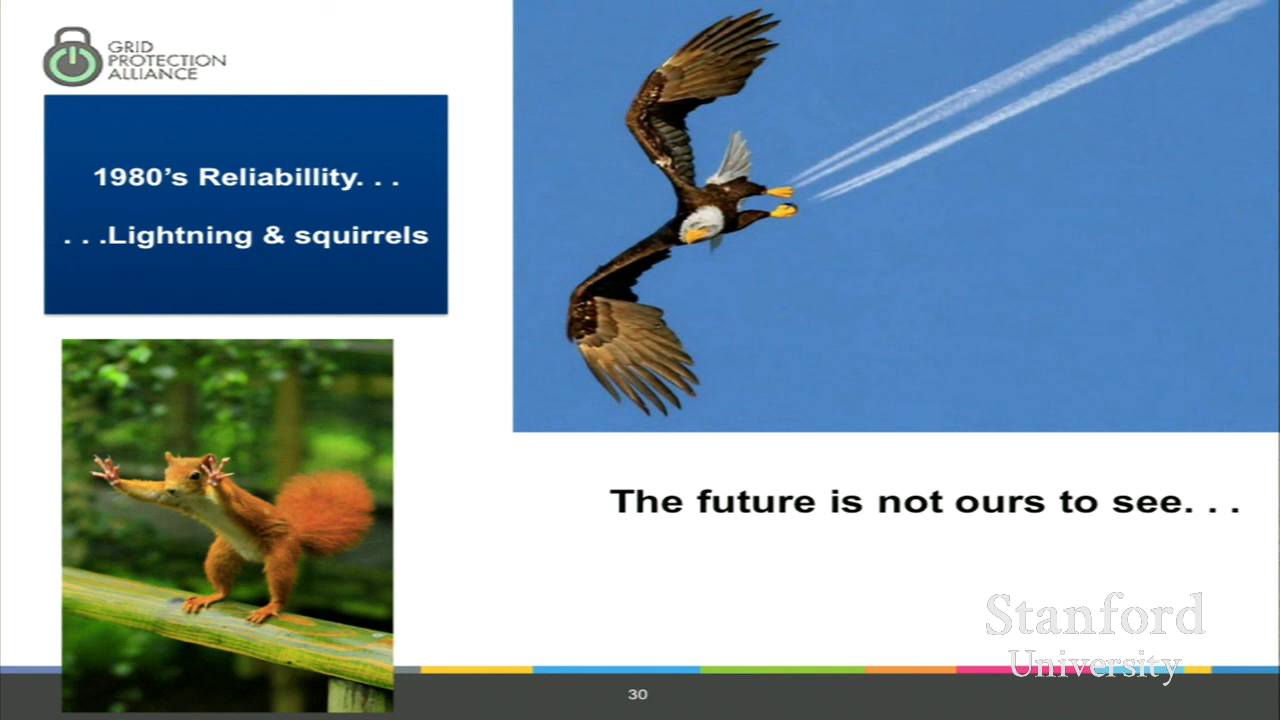 GRID
PROTECTION
ALLIANCE
1980's Reliabillity. . .
. . .Lightning & squirrels
The future is not ours to see. . .
Stanford
University
30